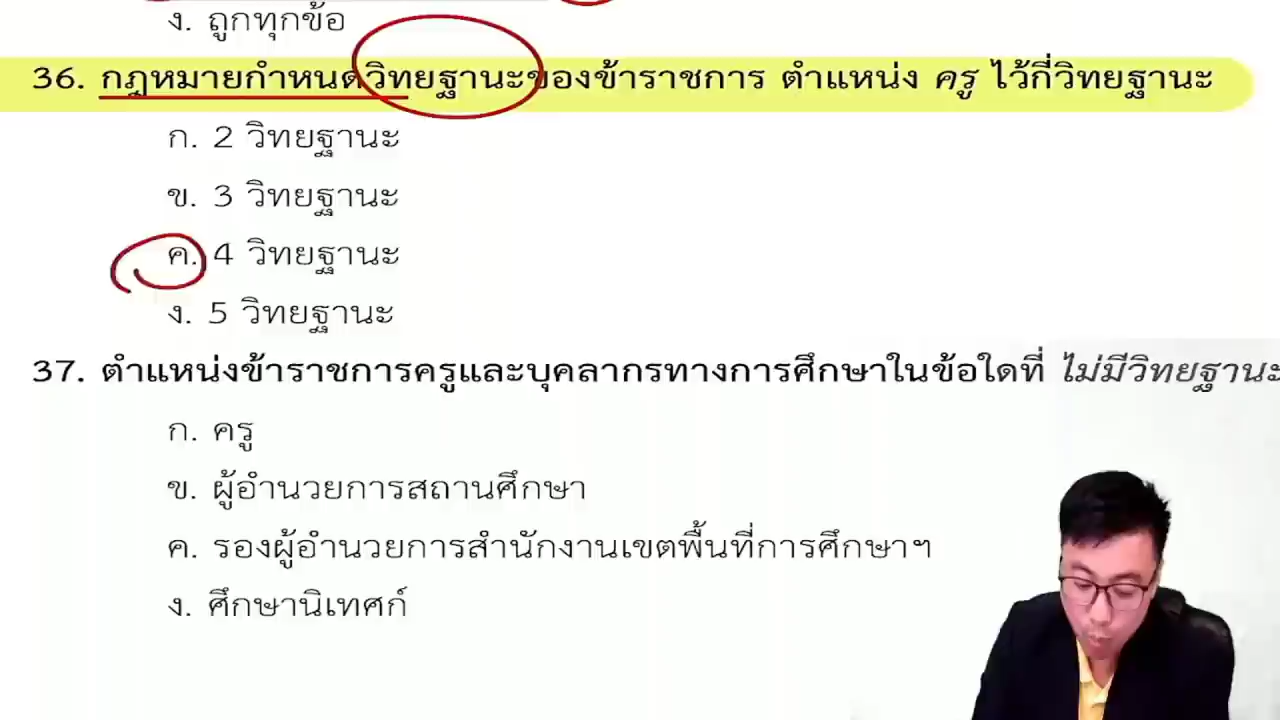 ง. ถูกทุกข้อ
36. กฎหมายกำหนดวิทยฐานะของข้าราชการ ตำแหน่ง ครู ไว้กี่วิทยฐานะ
ก. 2 วิทยฐานะ
ข. 3 วิทยฐานะ
ค. 4 วิทยฐานะ
ง. 5 วิทยฐานะ
37. ตำแหน่งข้าราชการครูและบุคลากรทางการศึกษาในข้อใดที่ ไม่มีวิทยฐานะ
ก. ครู
ข. ผู้อำนวยการสถานศึกษา
ค. รองผู้อำนวยการสำนักงานเขตพื้นที่การศึกษาฯ
ง. ศึกษานิเทศก์